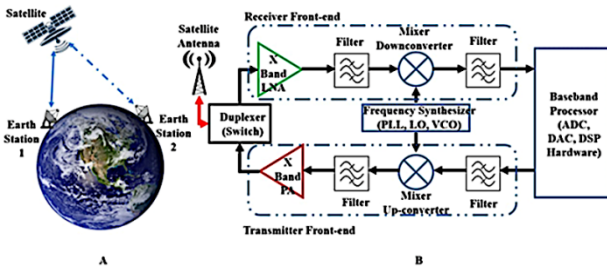 Satellite
Earth
Station
1
Earth
Station
2
A
Satellite
Antenna
Duplexer
(Switch)
Receiver Front-end
X
Band
LNA
Filter
Mixer
Downconverter
Filter
Frequency Synthesizer
(PLL, LO, VCO)
Baseband
Processor
(ADC,
DAC, DSP
Hardware)
X
Band
PA
Filter
Mixer
Up-converter
Filter
Transmitter Front-end
B